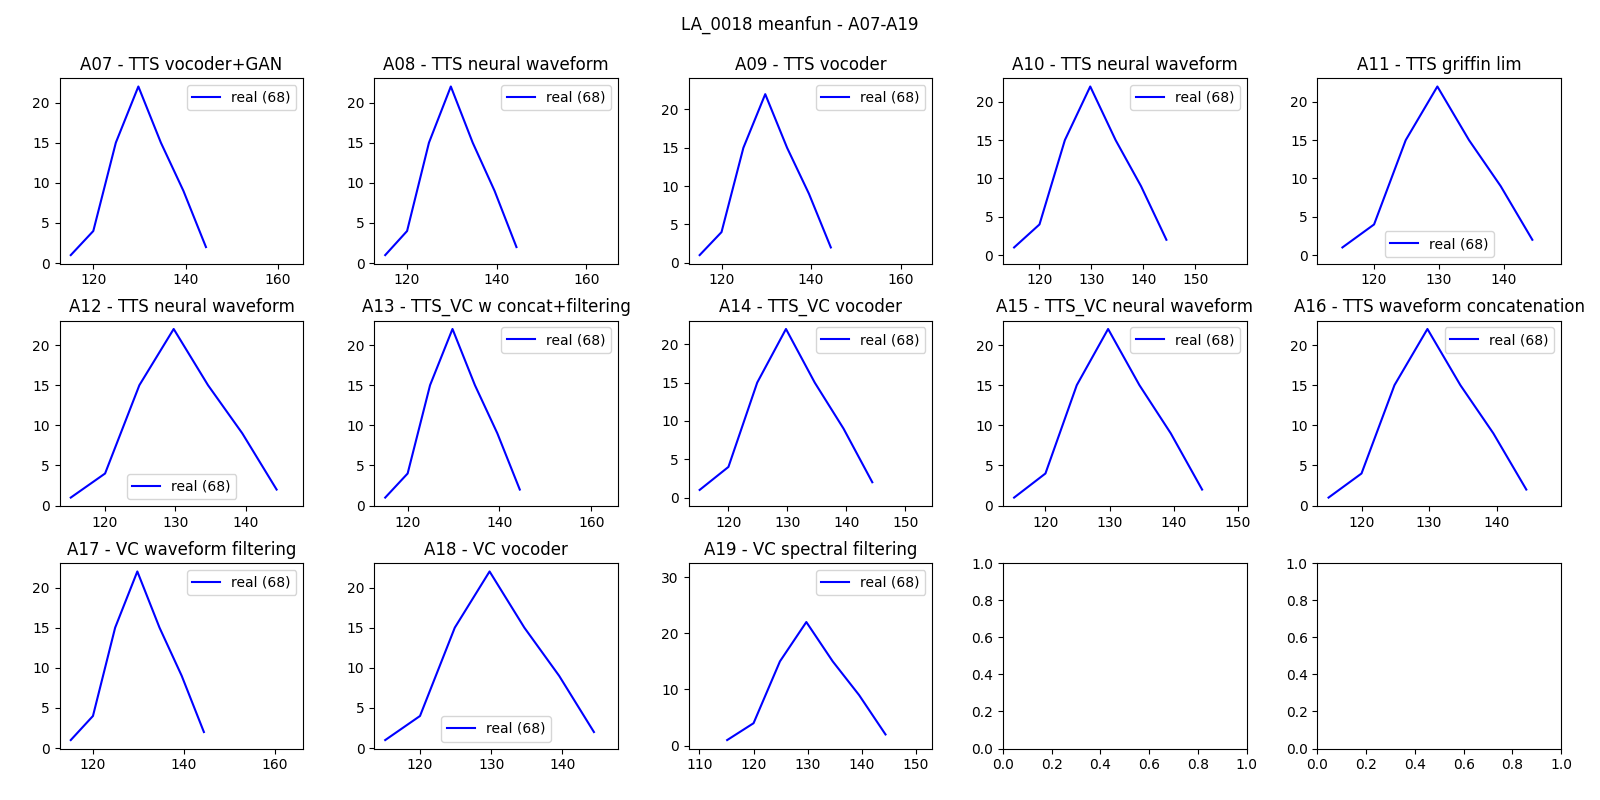 LA_0018 meanfun - A07-A19
A07 - TTS vocoder+GAN
real (68)
20
15
10
5
0
120 140 160
A08 - TTS neural waveform
real (68)
20
15
10
5
0
120 140 160
A09 - TTS vocoder
real (68)
20
15
10
5
0
120 140 160
A10 - TTS neural waveform
real (68)
20
15
10
5
0
120 130 140 150
A11 - TTS griffin lim
20
15
10
5
0
real (68)
120 130 140
A12 - TTS neural waveform
20
15
10
5
0
real (68)
120 130 140
A13 - TTS_VC w concat+filtering
real (68)
20
15
10
5
0
120 140 160
A14 - TTS_VC vocoder
real (68)
20
15
10
5
0
120 130 140 150
A15 - TTS_VC neural waveform
real (68)
20
15
10
5
0
120 130 140 150
A16 - TTS waveform concatenation
real (68)
20
15
10
5
0
120 130 140
A17 - VC waveform filtering
real (68)
20
15
10
5
0
120 140 160
A18 - VC vocoder
20
15
10
5
0
real (68)
120 130 140
A19 - VC spectral filtering
real (68)
30
20
10
0
110 120 130 140 150
1.0
0.8
0.6
0.4
0.2
0.0
0.0 0.2 0.4 0.6 0.8 1.0
1.0
0.8
0.6
0.4
0.2
0.0
0.0 0.2 0.4 0.6 0.8 1.0